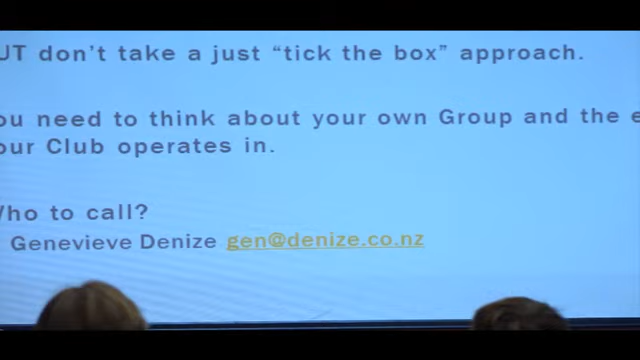 UT don't take a just "tick the box" approach.
ou need to think about your own Group and the e
our Club operates in.
Who to call?
Genevieve Denize gen@denize.co.nz